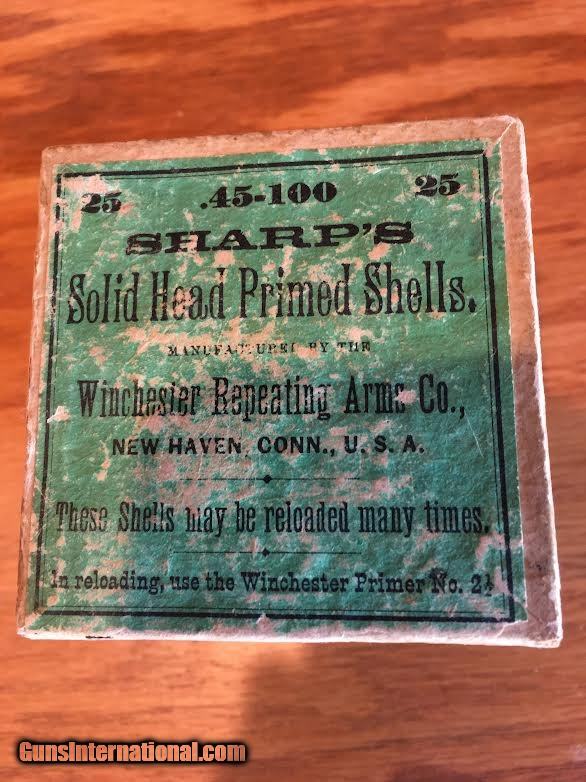 25 .45-100 25
SHARP'S
Solid Head Primed Shells.
MANUFACTURED BY THE
Winchester Repeating Arms Co.,
NEW HAVEN, CONN., U. S. A.
These Shells may be reloaded many times.
In reloading, use the Winchester Primer No. 2½
GunsInternational.com